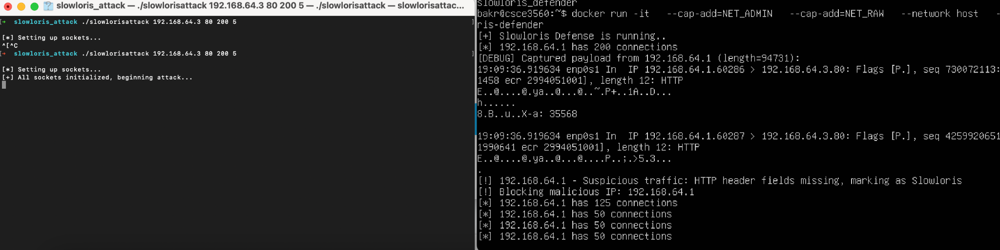 slowloris_attack — ./slowlorisattack 192.168.64.3 80 200 5 — ./slowlorisattack — slowlorisattac...
[→ slowloris_attack ./slowlorisattack 192.168.64.3 80 200 5 ]
[*] Setting up sockets...
^[^C
[→ slowloris_attack ./slowlorisattack 192.168.64.3 80 200 5 ]
[*] Setting up sockets...
[+] All sockets initialized, beginning attack...
slowloris_defender
bakr@csce3560:~$ docker run -it --cap-add=NET_ADMIN --cap-add=NET_RAW --network host -
ris-defender
[+] Slowloris Defense is running..
[*] 192.168.64.1 has 200 connections
[DEBUG] Captured payload from 192.168.64.1 (length=94731):
19:09:36.919634 enp0s1 In IP 192.168.64.1.60286 > 192.168.64.3.80: Flags [P.], seq 730072113:
1458 ecr 2994051001], length 12: HTTP
E..@....@.ya..@...@..~.P+..1A..D...
h......
8.B..u..X-a: 35568
19:09:36.919634 enp0s1 In IP 192.168.64.1.60287 > 192.168.64.3.80: Flags [P.], seq 4259920651
1990641 ecr 2994051001], length 12: HTTP
E..@....@.ya..@...@....P..;.>5.3...
.
[!] 192.168.64.1 - Suspicious traffic: HTTP header fields missing, marking as Slowloris
[!] Blocking malicious IP: 192.168.64.1
[*] 192.168.64.1 has 125 connections
[*] 192.168.64.1 has 50 connections
[*] 192.168.64.1 has 50 connections
[*] 192.168.64.1 has 50 connections